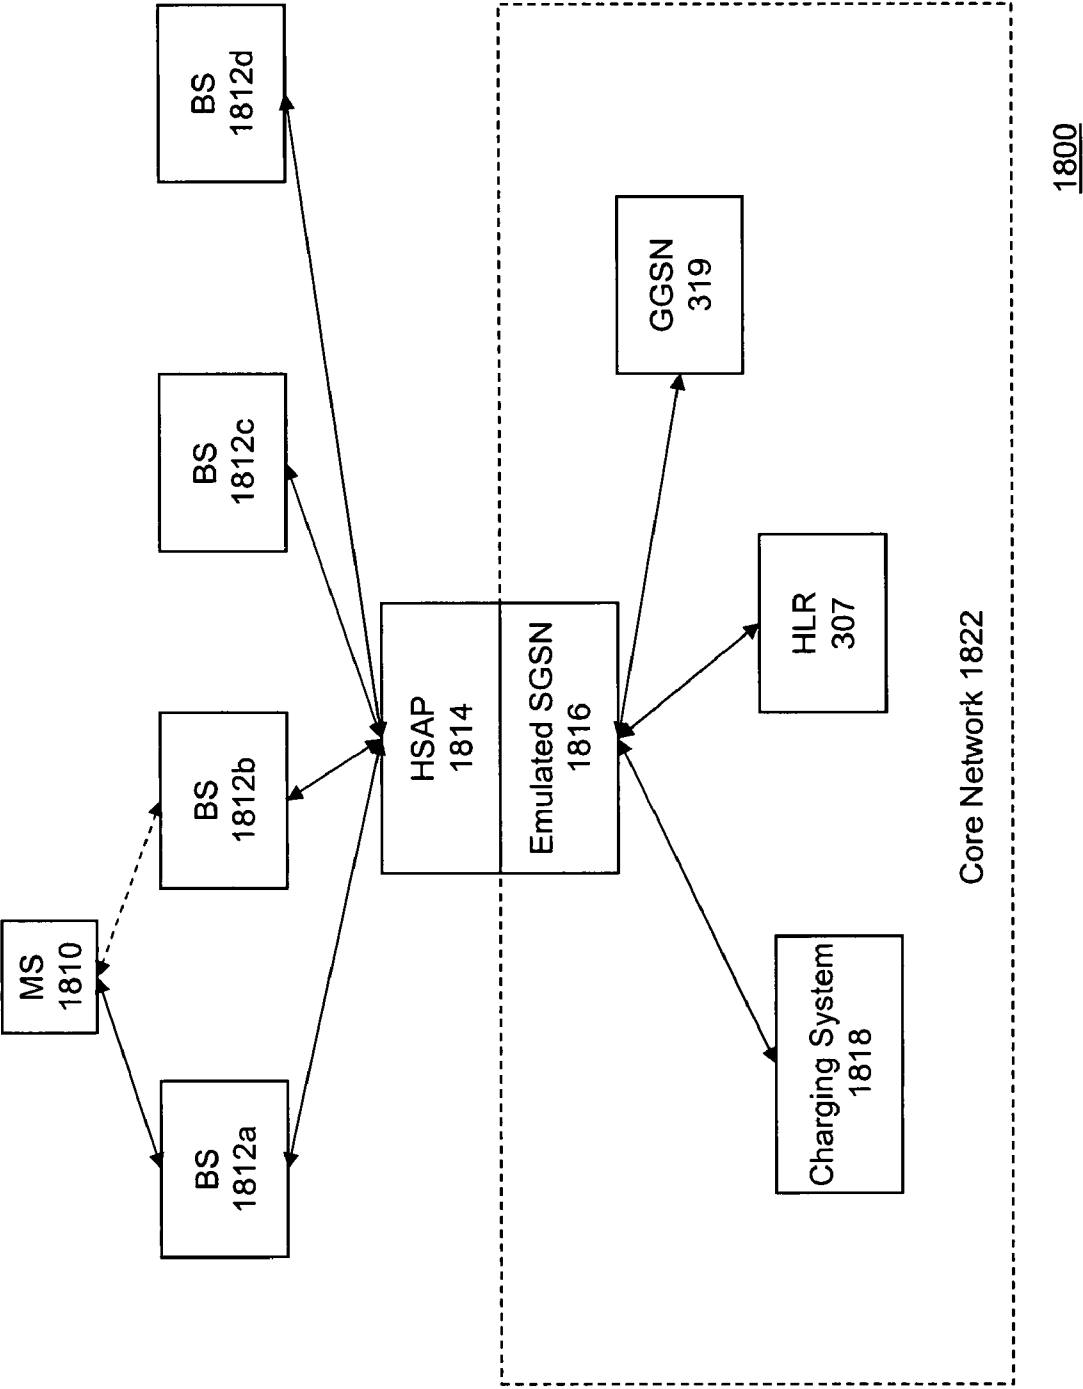 MS
1810
BS
1812a
BS
1812b
BS
1812c
BS
1812d
HSAP
1814
Emulated SGSN
1816
Charging System
1818
HLR
307
GGSN
319
Core Network 1822
1800